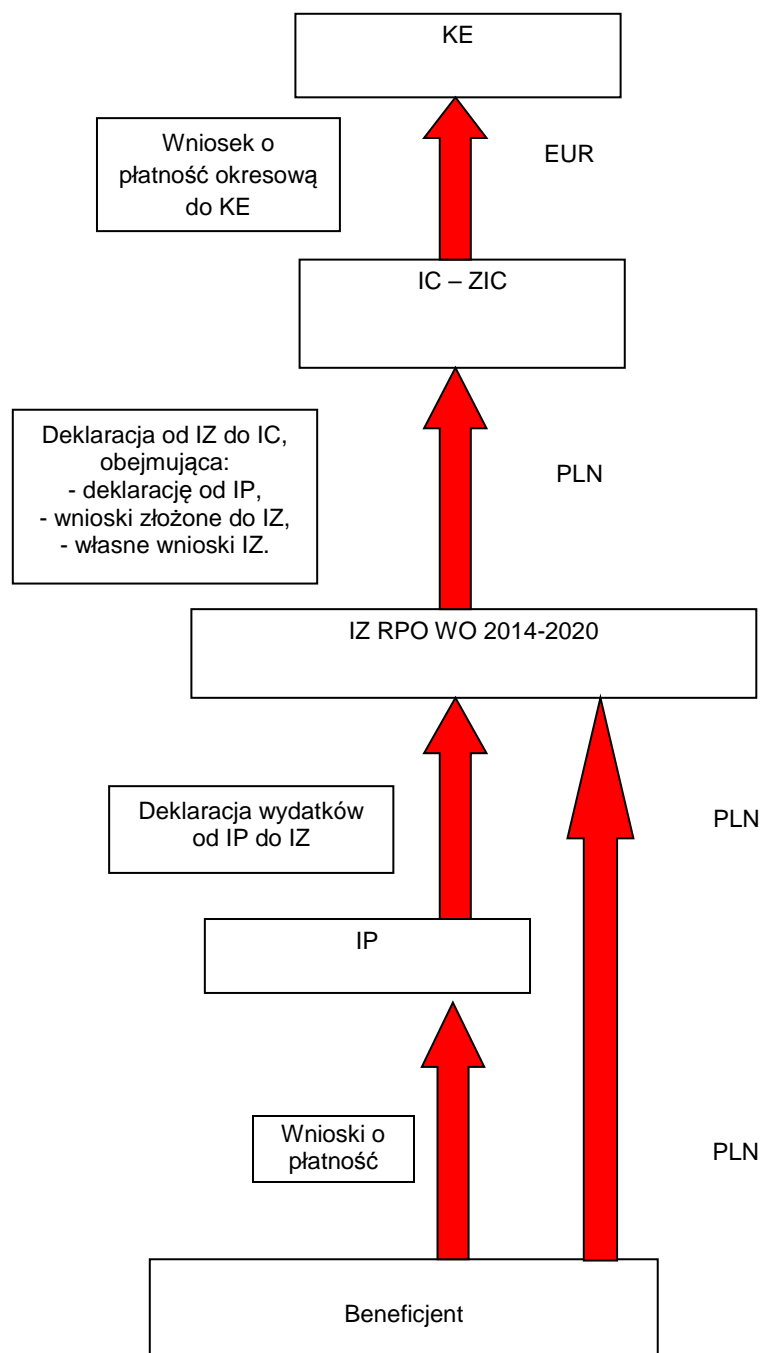 KE
Wniosek o
płatność okresową
do KE
EUR
IC – ZIC
Deklaracja od IZ do IC,
obejmująca:
- deklarację od IP,
- wnioski złożone do IZ,
- własne wnioski IZ.
PLN
IZ RPO WO 2014-2020
Deklaracja wydatków
od IP do IZ
PLN
IP
Wnioski o
płatność
PLN
Beneficjent